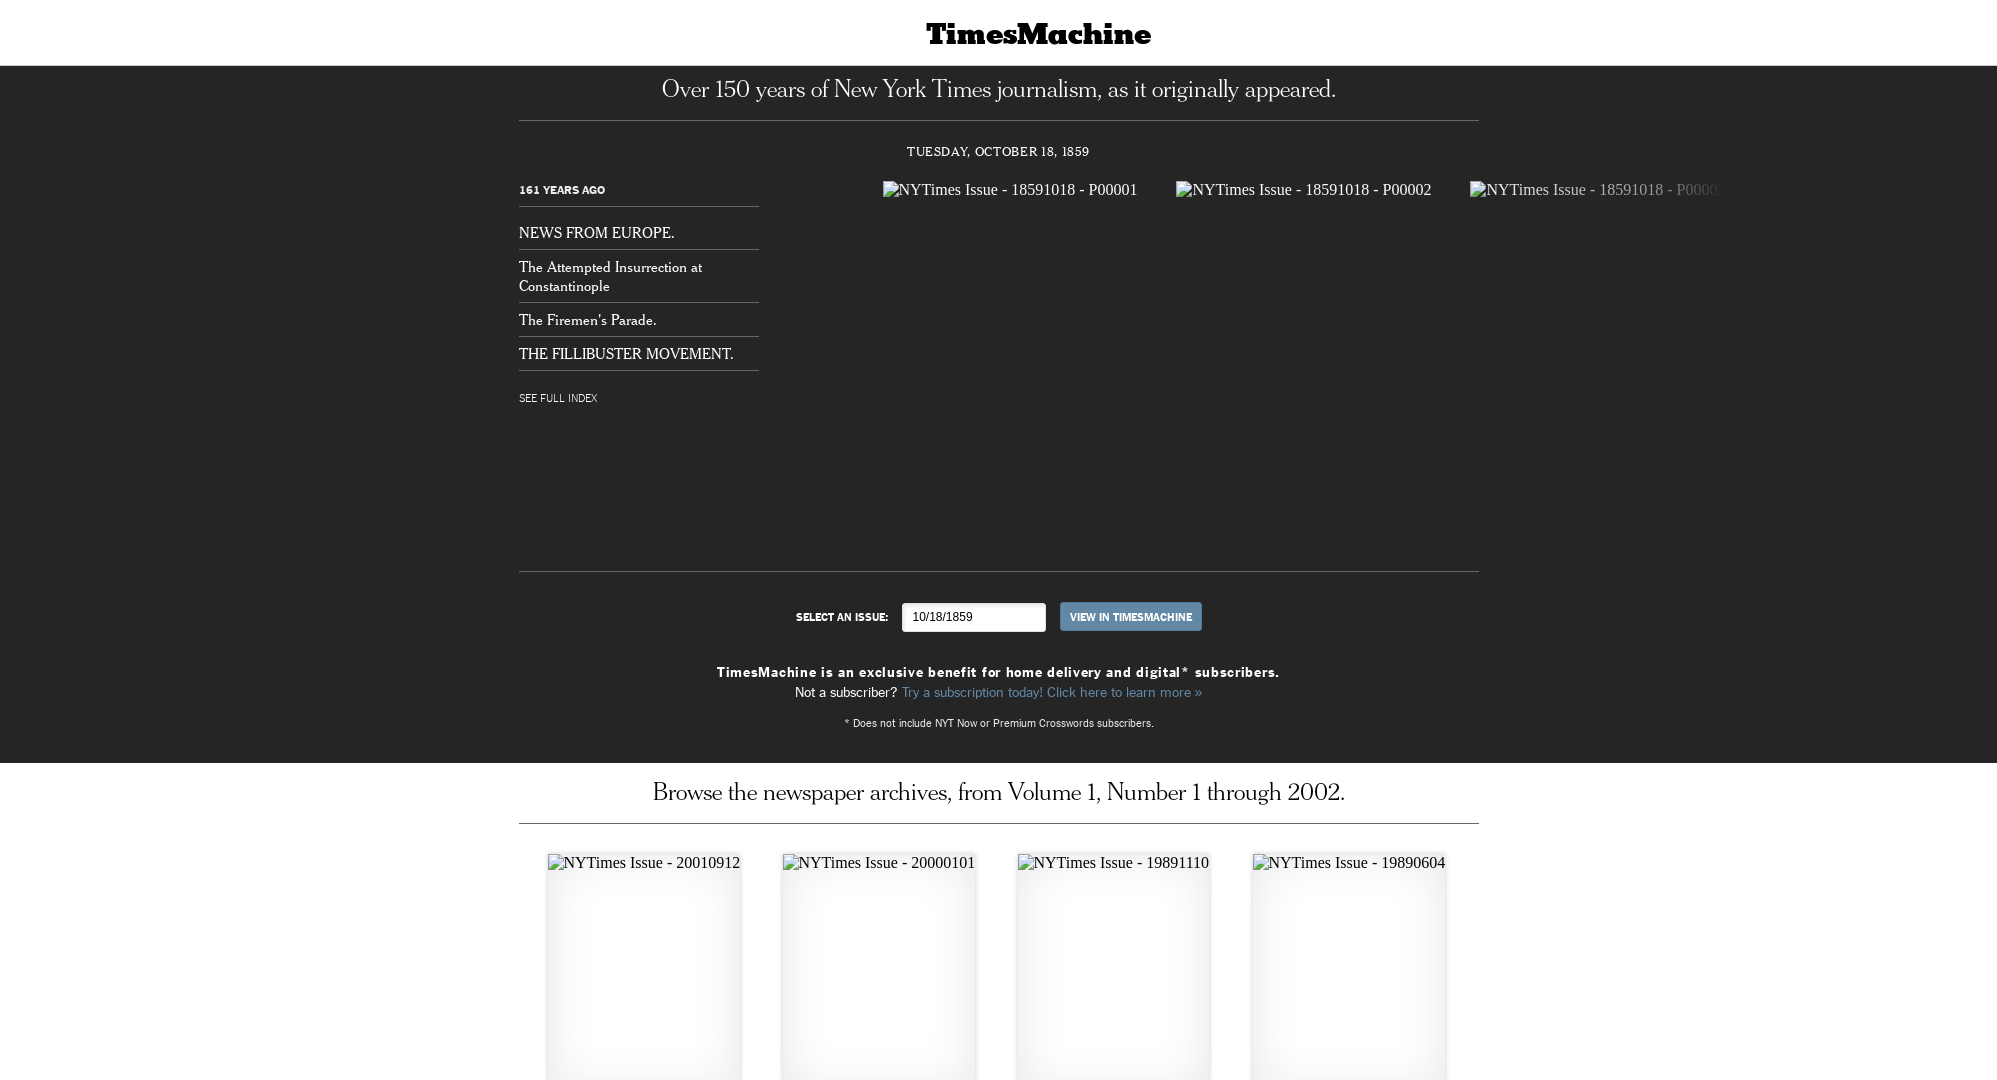 TimesMachine
Over 150 years of New York Times journalism, as it originally appeared.
TUESDAY, OCTOBER 18, 1859
161 YEARS AGO
NEWS FROM EUROPE.
The Attempted Insurrection at
Constantinople
The Firemen's Parade.
THE FILLIBUSTER MOVEMENT.
SEE FULL INDEX
NYTimes Issue - 18591018 - P00001
NYTimes Issue - 18591018 - P00002
NYTimes Issue - 18591018 - P00003
SELECT AN ISSUE:
10/18/1859
VIEW IN TIMESMACHINE
TimesMachine is an exclusive benefit for home delivery and digital* subscribers.
Not a subscriber? Try a subscription today! Click here to learn more »
* Does not include NYT Now or Premium Crosswords subscribers.
Browse the newspaper archives, from Volume 1, Number 1 through 2002.
NYTimes Issue - 20010912
NYTimes Issue - 20000101
NYTimes Issue - 19891110
NYTimes Issue - 19890604